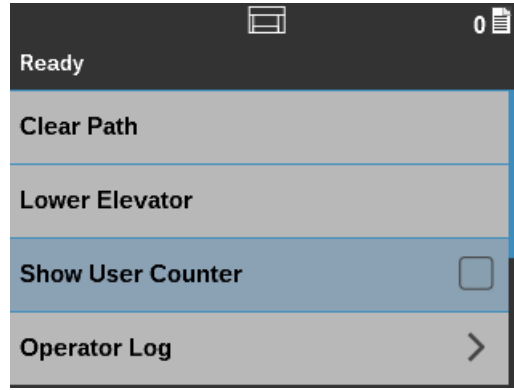 0
Ready
Clear Path
Lower Elevator
Show User Counter
Operator Log